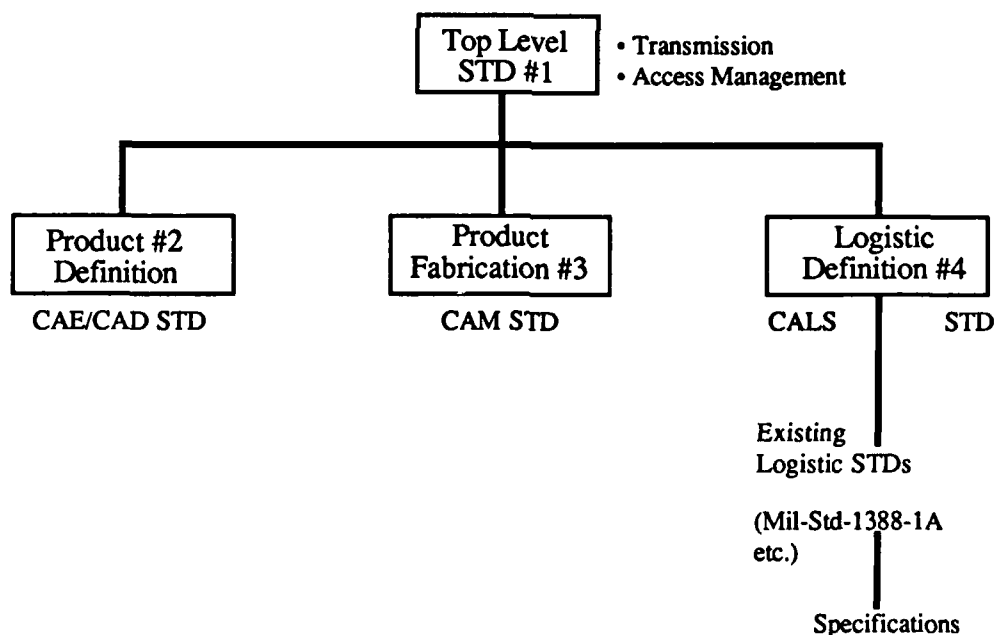 Top Level
STD #1
• Transmission
• Access Management
Product #2
Definition
CAE/CAD STD
Product
Fabrication #3
CAM STD
Logistic
Definition #4
CALS STD
Existing
Logistic STDs
(Mil-Std-1388-1A
etc.)
Specifications